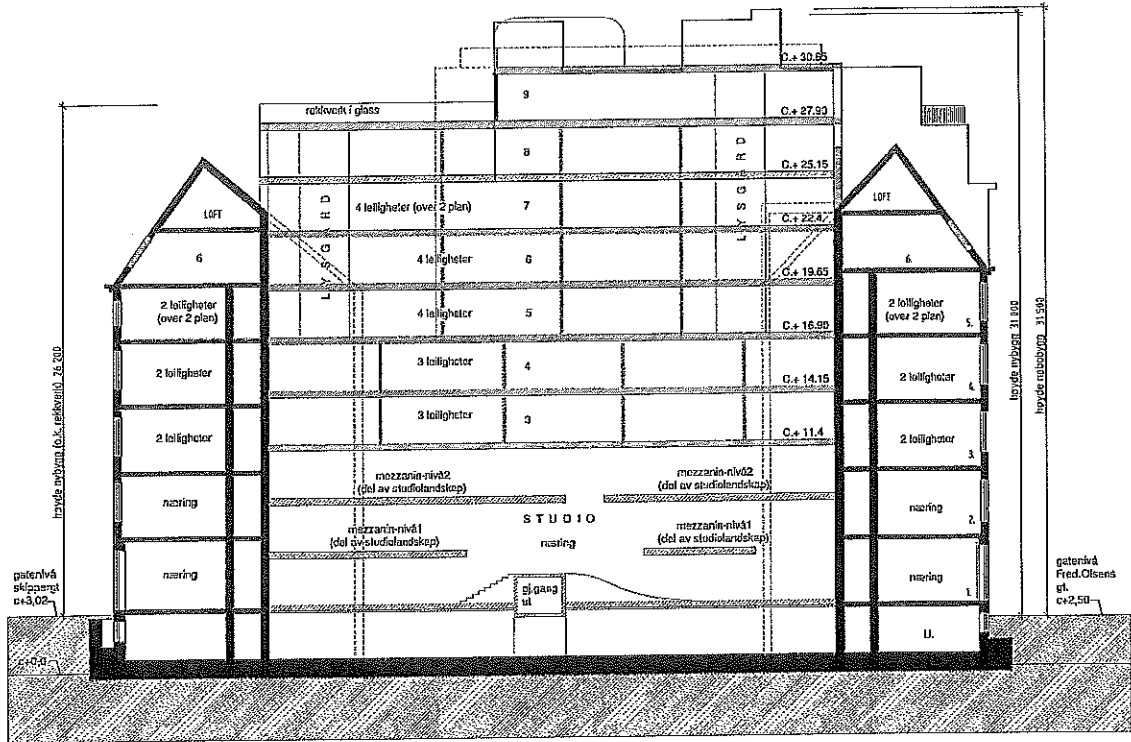 C.+ 30.65
9
rekkverk i glass
C.+ 27.90
8
C.+ 25.15
LYSGÅRD
LYSGÅRD
LOFT
4 leiligheter (over 2 plan)
7
C.+ 22.4
LOFT
6
4 leiligheter
6
C.+ 19.65
6.
2 leiligheter
(over 2 plan)
4 leiligheter
5
C.+ 16.90
2 leiligheter
(over 2 plan)
5.
2 leiligheter
3 leiligheter
4
C.+ 14.15
2 leiligheter
4.
2 leiligheter
3 leiligheter
3
C.+ 11.4
2 leiligheter
3.
næring
mezzanin-nivå2
(del av studiolandskap)
mezzanin-nivå2
(del av studiolandskap)
næring
2.
STUDIO
næring
næring
mezzanin-nivå1
(del av studiolandskap)
mezzanin-nivå1
(del av studiolandskap)
næring
1.
gj.gang
ut
U.
høyde nybygg (o.k. rekkverk) 26 200
høyde nybygg 31 000
høyde nabobygg 31 500
gatenivå
skippergt
c+3,02
gatenivå
Fred.Olsens
gt.
c+2,50
c+0,0